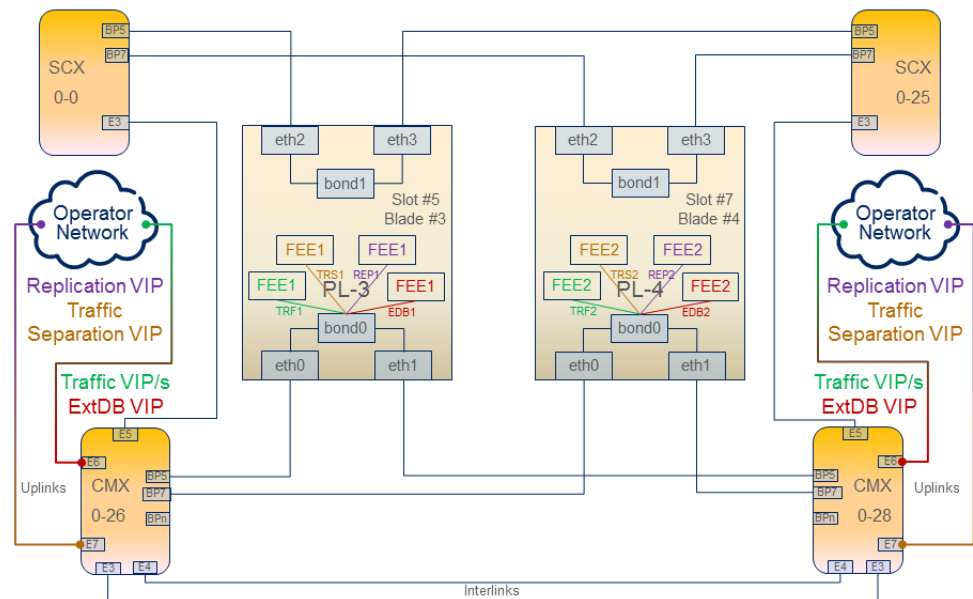 BP5
BP7
SCX
0-0
E3
BP5
BP7
SCX
0-25
E3
eth2
eth3
bond1
Slot #5
Blade #3
FEE1
FEE1
TRS1
REP1
FEE1
PL-3
FEE1
TRF1
EDB1
bond0
eth0
eth1
eth2
eth3
bond1
Slot #7
Blade #4
FEE2
FEE2
TRS2
REP2
FEE2
PL-4
FEE2
TRF2
EDB2
bond0
eth0
eth1
Operator
Network
Replication VIP
Traffic
Separation VIP
Traffic VIP/s
ExtDB VIP
Operator
Network
Replication VIP
Traffic
Separation VIP
Traffic VIP/s
ExtDB VIP
E5
E6
BP5
CMX
BP7
Uplinks
0-26
BPn
E7
E3
E4
E5
E6
BP5
CMX
BP7
Uplinks
0-28
BPn
E7
E4
E3
Interlinks